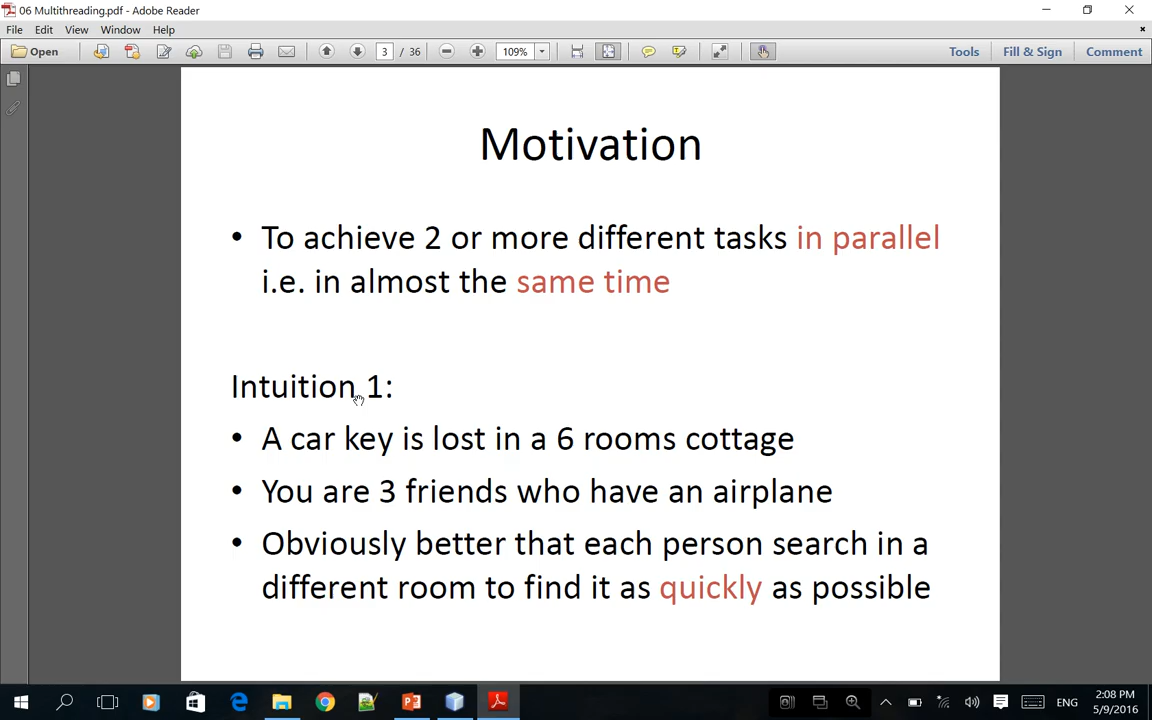 06 Multithreading.pdf - Adobe Reader
File Edit View Window Help
Open 3 / 36 109% Tools Fill & Sign Comment
Motivation
• To achieve 2 or more different tasks in parallel
i.e. in almost the same time
Intuition 1:
• A car key is lost in a 6 rooms cottage
• You are 3 friends who have an airplane
• Obviously better that each person search in a
different room to find it as quickly as possible
ENG 2:08 PM
5/9/2016